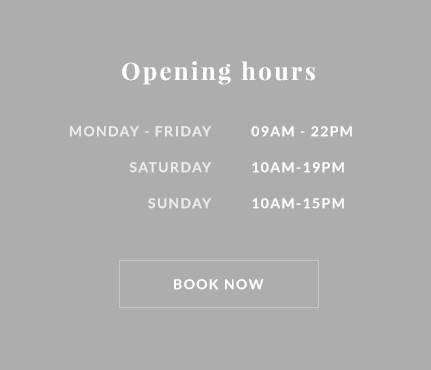 Opening hours
MONDAY - FRIDAY 09AM - 22PM
SATURDAY 10AM-19PM
SUNDAY 10AM-15PM
BOOK NOW